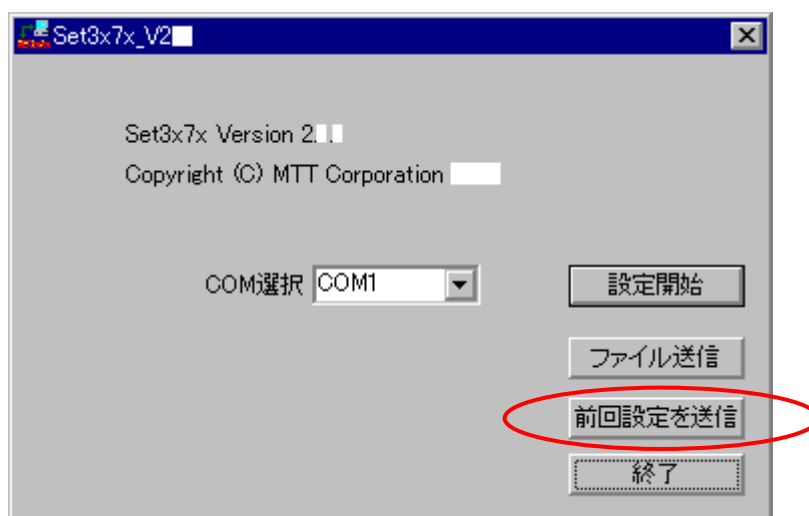 Set3x7x_V2
Set3x7x Version 2. .
Copyright (C) MTT Corporation
COM選択 COM1
設定開始
ファイル送信
前回設定を送信
終了